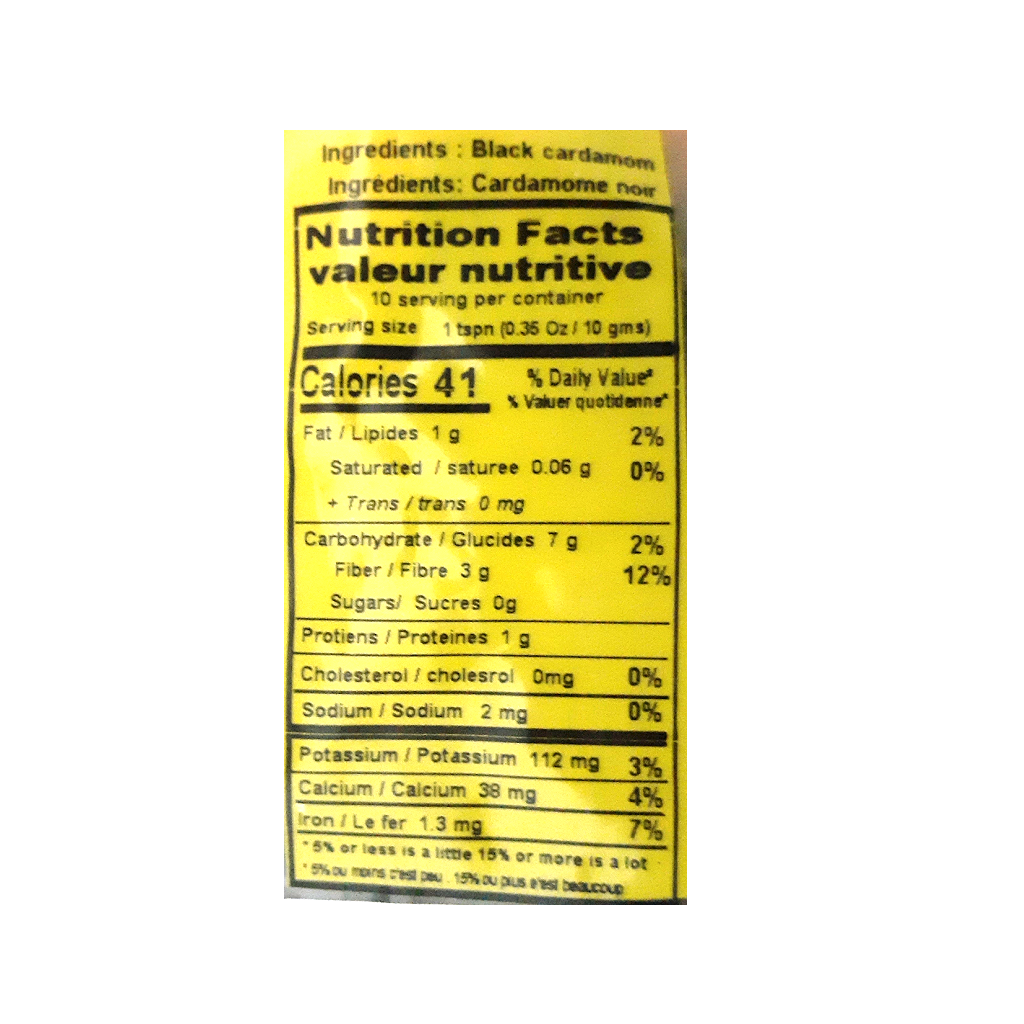 Ingredients : Black cardamom
Ingrédients: Cardamome noir
Nutrition Facts
valeur nutritive
10 serving per container
Serving size 1 tspn (0.35 Oz / 10 gms)
Calories 41 % Daily Value*
% Valuer quotidenne*
Fat / Lipides 1 g 2%
Saturated / saturee 0.06 g 0%
+ Trans / trans 0 mg
Carbohydrate / Glucides 7 g 2%
Fiber / Fibre 3 g 12%
Sugars/ Sucres 0g
Protiens / Proteines 1 g
Cholesterol / cholesrol 0mg 0%
Sodium / Sodium 2 mg 0%
Potassium / Potassium 112 mg 3%
Calcium / Calcium 38 mg 4%
Iron / Le fer 1.3 mg 7%
* 5% or less is a little 15% or more is a lot
* 5% ou moins c'est peu . 15% ou plus e'est beaucoup